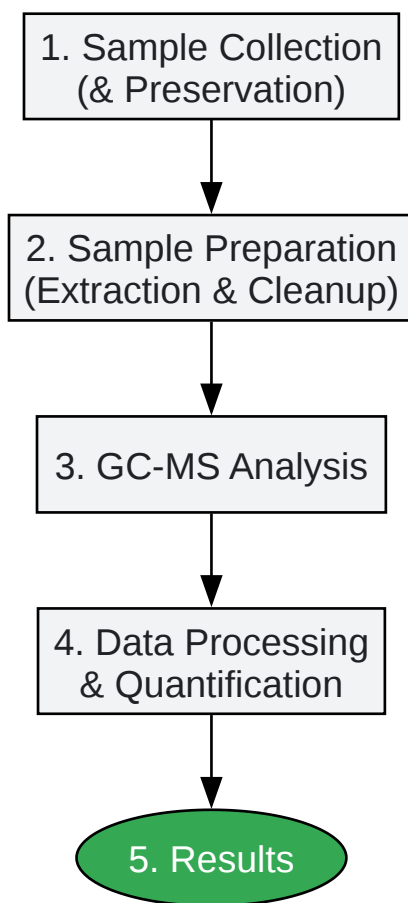 1. Sample Collection
(& Preservation)
2. Sample Preparation
(Extraction & Cleanup)
3. GC-MS Analysis
4. Data Processing
& Quantification
5. Results